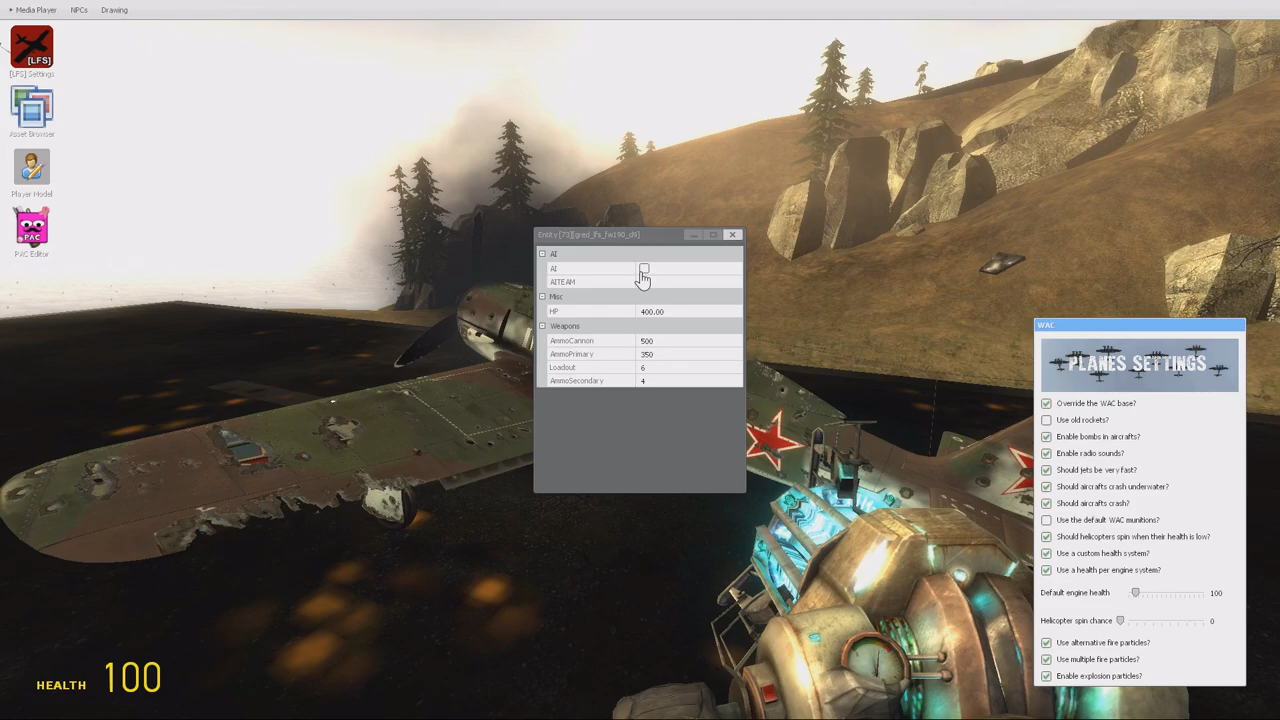 Media Player NPCs Drawing
[LFS]
[LFS] Settings
Asset Browser
Player Model
PAC
PAC Editor
Entity [73][gred_lfs_fw190_d9]
AI
AI
AITEAM
Misc
HP 400.00
Weapons
AmmoCannon 500
AmmoPrimary 350
Loadout 6
AmmoSecondary 4
WAC
PLANES SETTINGS
Override the WAC base?
Use old rockets?
Enable bombs in aircrafts?
Enable radio sounds?
Should jets be very fast?
Should aircrafts crash underwater?
Should aircrafts crash?
Use the default WAC munitions?
Should helicopters spin when their health is low?
Use a custom health system?
Use a health per engine system?
Default engine health 100
Helicopter spin chance 0
Use alternative fire particles?
Use multiple fire particles?
Enable explosion particles?
HEALTH 100